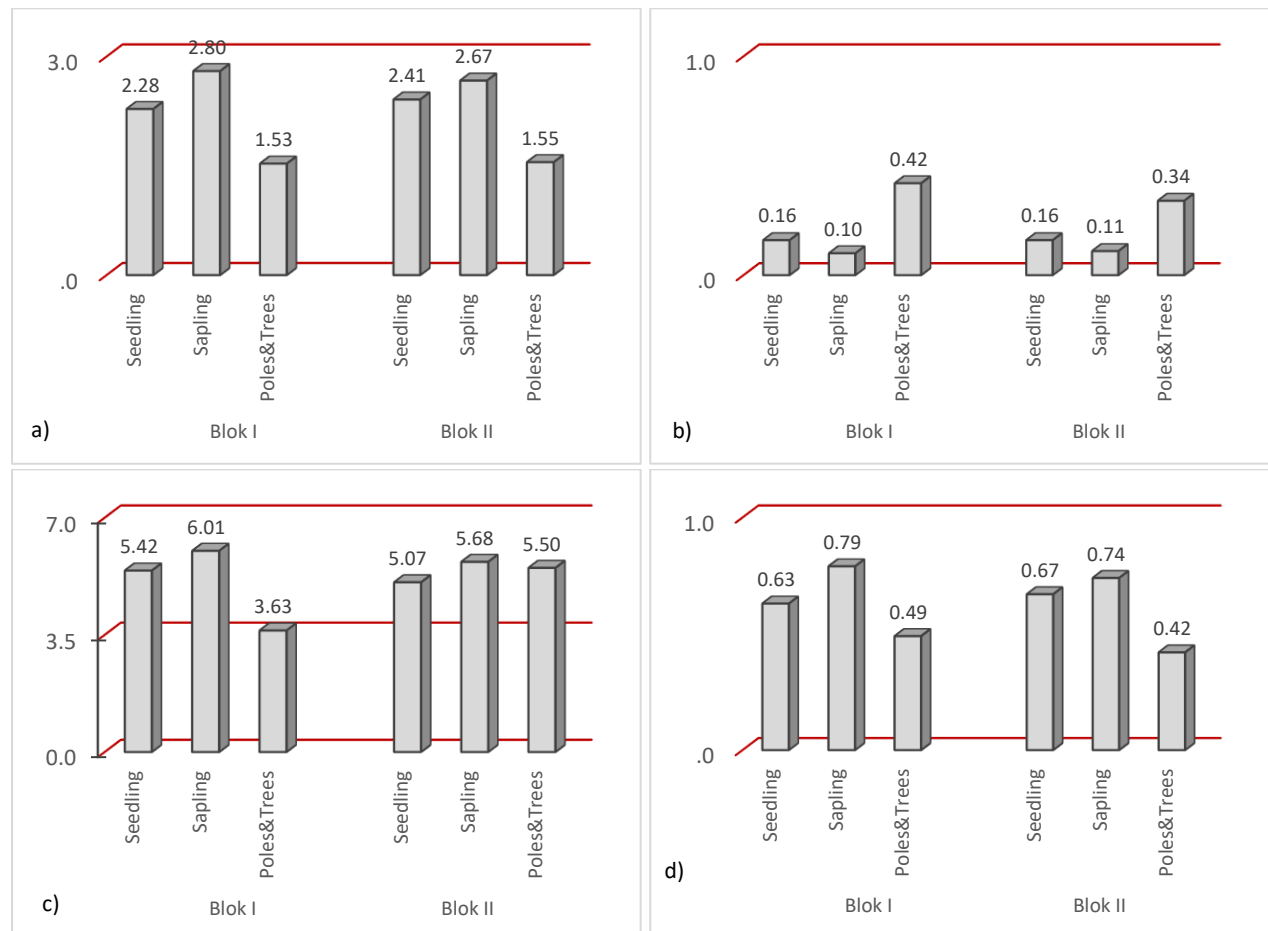 3.0
2.28
2.80
1.53
2.41
2.67
1.55
.0
Seedling
Sapling
Poles&Trees
Seedling
Sapling
Poles&Trees
a)
Blok I
Blok II
1.0
0.16
0.10
0.42
0.16
0.11
0.34
.0
Seedling
Sapling
Poles&Trees
Seedling
Sapling
Poles&Trees
b)
Blok I
Blok II
7.0
5.42
6.01
3.63
5.07
5.68
5.50
3.5
0.0
Seedling
Sapling
Poles&Trees
Seedling
Sapling
Poles&Trees
c)
Blok I
Blok II
1.0
0.63
0.79
0.49
0.67
0.74
0.42
.0
Seedling
Sapling
Poles&Trees
Seedling
Sapling
Poles&Trees
d)
Blok I
Blok II